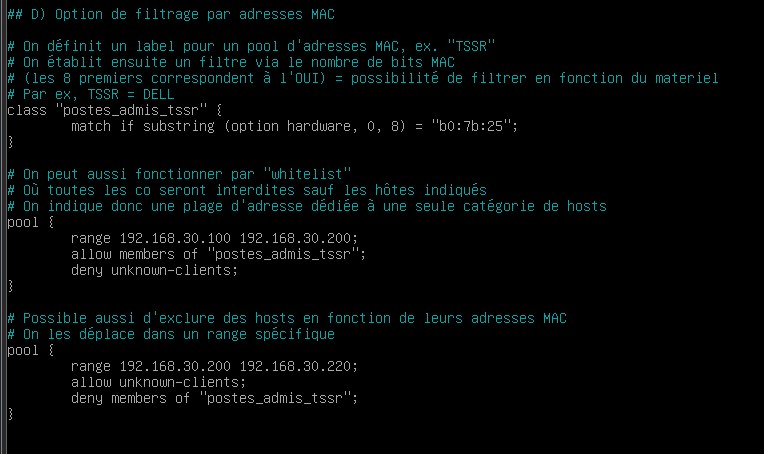 ## D) Option de filtrage par adresses MAC
# On définit un label pour un pool d'adresses MAC, ex. "TSSR"
# On établit ensuite un filtre via le nombre de bits MAC
# (les 8 premiers correspondent à l'OUI) = possibilité de filtrer en fonction du materiel
# Par ex, TSSR = DELL
class "postes_admis_tssr" {
match if substring (option hardware, 0, 8) = "b0:7b:25";
}
# On peut aussi fonctionner par "whitelist"
# Où toutes les co seront interdites sauf les hôtes indiqués
# On indique donc une plage d'adresse dédiée à une seule catégorie de hosts
pool {
range 192.168.30.100 192.168.30.200;
allow members of "postes_admis_tssr";
deny unknown-clients;
}
# Possible aussi d'exclure des hosts en fonction de leurs adresses MAC
# On les déplace dans un range spécifique
pool {
range 192.168.30.200 192.168.30.220;
allow unknown-clients;
deny members of "postes_admis_tssr";
}